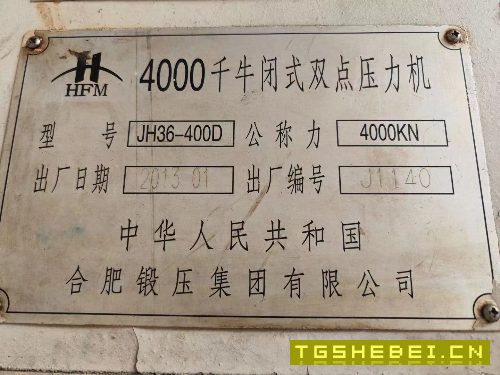 HFM
4000千牛闭式双点压力机
型号 JH36-400D 公称力 4000KN
出厂日期 2013 01 出厂编号 J1140
中华人民共和国
合肥锻压集团有限公司
TGSHEBEI.CN